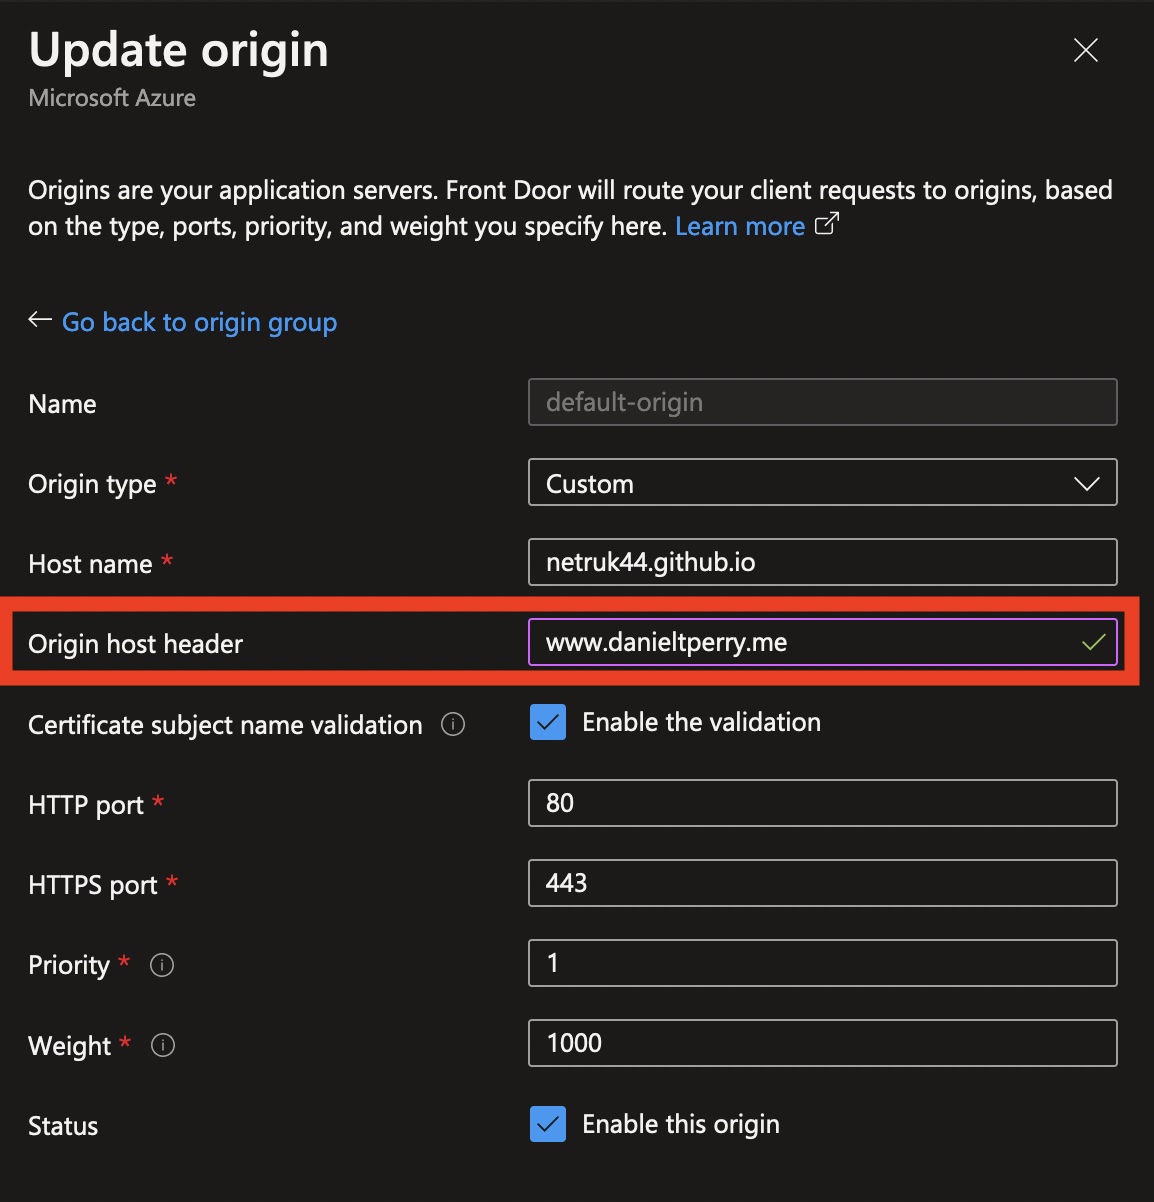 Update origin
Microsoft Azure
Origins are your application servers. Front Door will route your client requests to origins, based
on the type, ports, priority, and weight you specify here. Learn more
Go back to origin group
Name default-origin
Origin type * Custom
Host name * netruk44.github.io
Origin host header www.danieltperry.me
Certificate subject name validation Enable the validation
HTTP port * 80
HTTPS port * 443
Priority * 1
Weight * 1000
Status Enable this origin